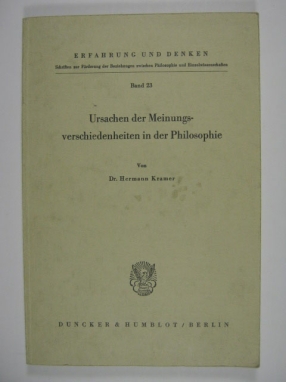 ERFAHRUNG UND DENKEN
Schriften zur Förderung der Beziehungen zwischen Philosophie und Einzelwissenschaften
Band 23
Ursachen der Meinungs-
verschiedenheiten in der Philosophie
Von
Dr. Hermann Kramer
DUNCKER & HUMBLOT / BERLIN